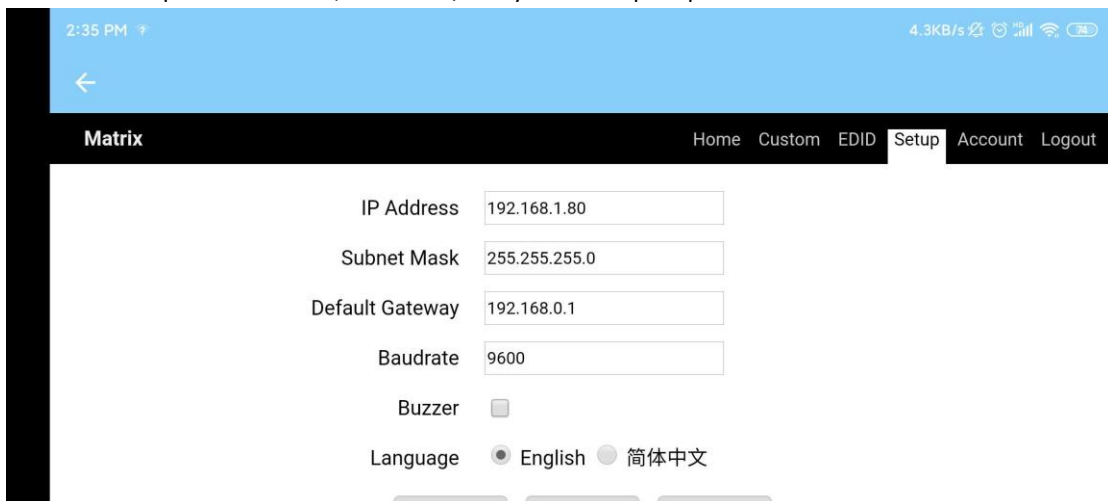 2:35 PM
4.3KB/s HD 74
Matrix Home Custom EDID Setup Account Logout
IP Address 192.168.1.80
Subnet Mask 255.255.255.0
Default Gateway 192.168.0.1
Baudrate 9600
Buzzer
Language English 简体中文